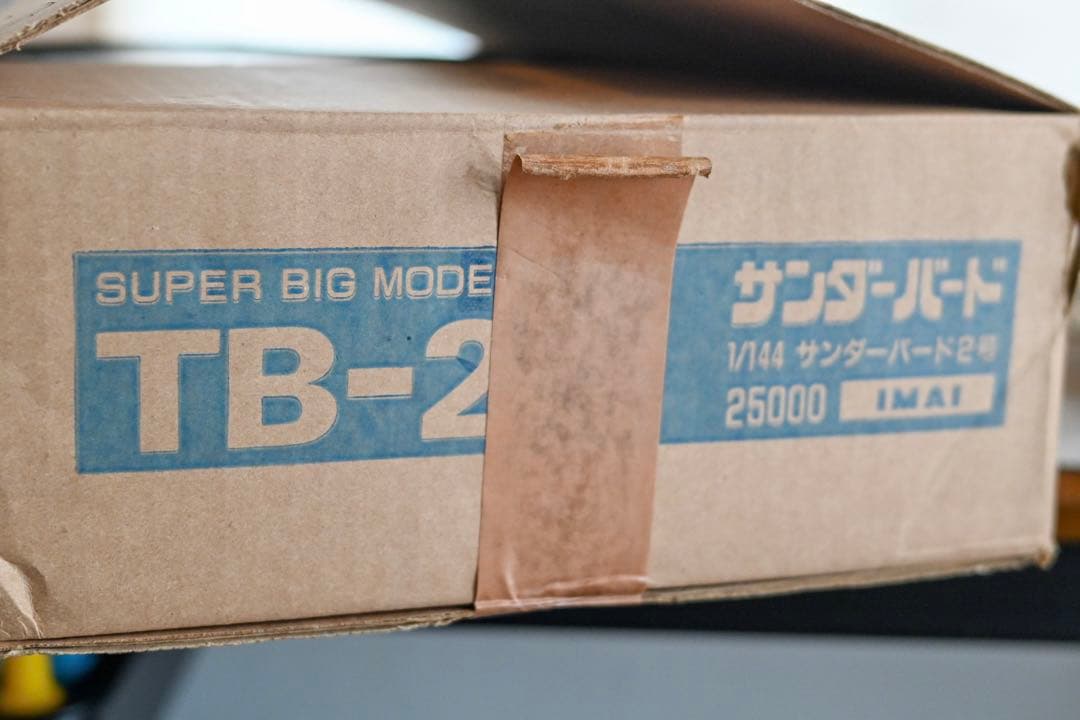 SUPER BIG MODE
TB-2
サンダーバード
1/144 サンダーバード2号
25000 IMAI